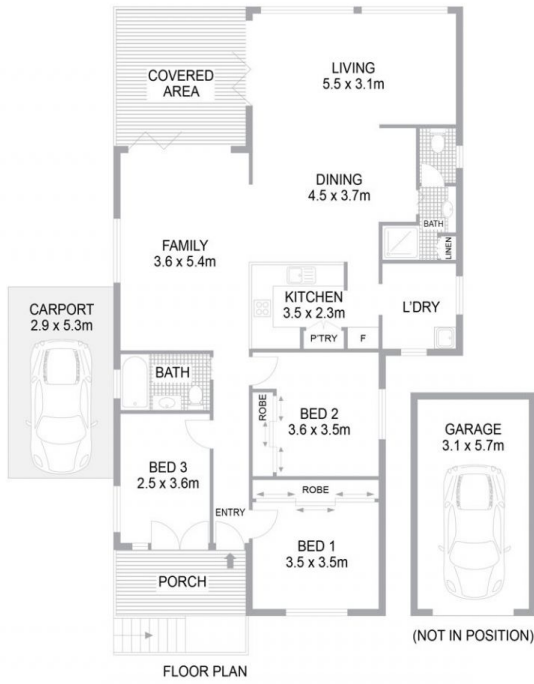 COVERED
AREA
LIVING
5.5 x 3.1m
DINING
4.5 x 3.7m
BATH
LINEN
FAMILY
3.6 x 5.4m
KITCHEN
3.5 x 2.3m
P'TRY
F
L'DRY
CARPORT
2.9 x 5.3m
BATH
ROBE
BED 2
3.6 x 3.5m
GARAGE
3.1 x 5.7m
BED 3
2.5 x 3.6m
ROBE
ENTRY
BED 1
3.5 x 3.5m
PORCH
(NOT IN POSITION)
FLOOR PLAN